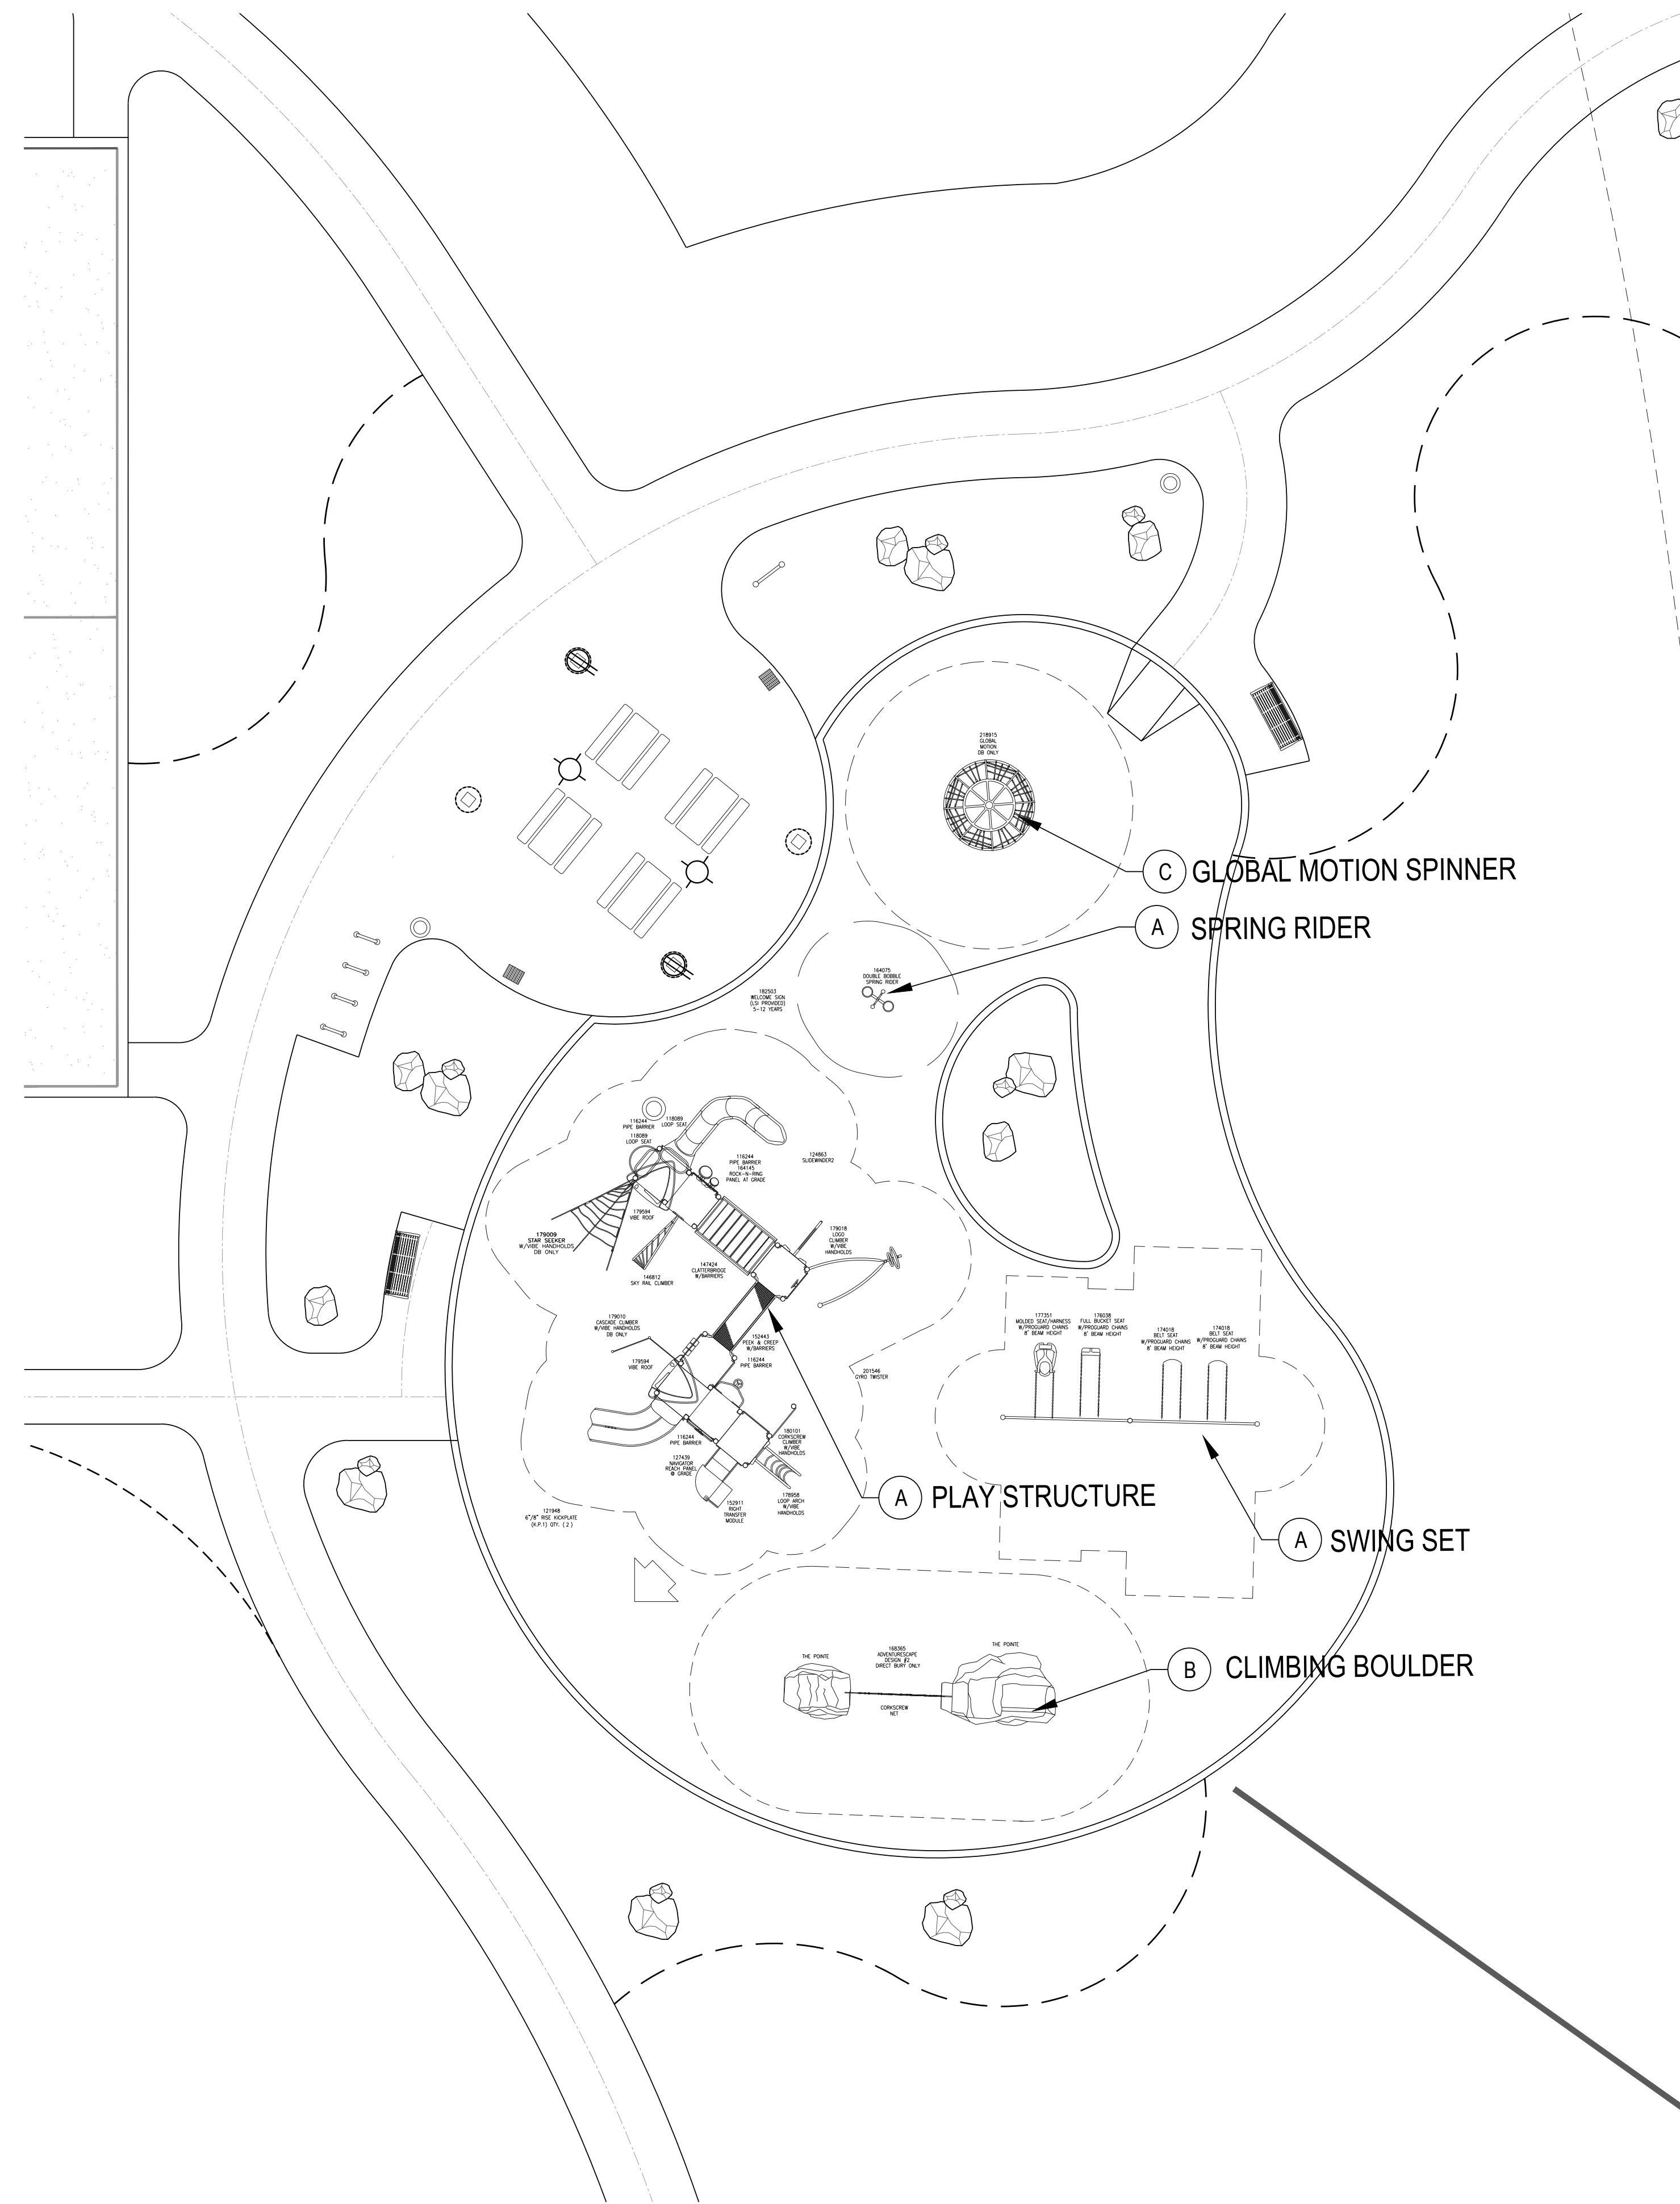 218915
GLOBAL
MOTION
DB ONLY
C GLOBAL MOTION SPINNER
A SPRING RIDER
164075
DOUBLE BOBBLE
SPRING RIDER
182503
WELCOME SIGN
(LSI PROVIDED)
5-12 YEARS
116244
PIPE BARRIER
118089
LOOP SEAT
118089
LOOP SEAT
116244
PIPE BARRIER
164145
ROCK-N-RING
PANEL AT GRADE
124863
SLIDEWINDER2
179594
VIBE ROOF
179009
STAR SEEKER
W/VIBE HANDHOLDS
DB ONLY
179018
LOGO
CLIMBER
W/VIBE
HANDHOLDS
146812
SKY RAIL CLIMBER
147424
CLATTERBRIDGE
W/BARRIERS
179010
CASCADE CLIMBER
W/VIBE HANDHOLDS
DB ONLY
152443
PEEK & CREEP
W/BARRIERS
179594
VIBE ROOF
116244
PIPE BARRIER
201546
GYRO TWISTER
177351
MOLDED SEAT/HARNESS
W/PROGUARD CHAINS
8' BEAM HEIGHT
176038
FULL BUCKET SEAT
W/PROGUARD CHAINS
8' BEAM HEIGHT
174018
BELT SEAT
W/PROGUARD CHAINS
8' BEAM HEIGHT
174018
BELT SEAT
W/PROGUARD CHAINS
8' BEAM HEIGHT
116244
PIPE BARRIER
180101
CORKSCREW
CLIMBER
W/VIBE
HANDHOLDS
127439
NAVIGATOR
REACH PANEL
@ GRADE
178958
LOOP ARCH
W/VIBE
HANDHOLDS
152911
RIGHT
TRANSFER
MODULE
121948
6"/8" RISE KICKPLATE
(K.P.1) QTY. ( 2 )
A PLAY STRUCTURE
A SWING SET
THE POINTE
168365
ADVENTURESCAPE
DESIGN #2
DIRECT BURY ONLY
THE POINTE
CORKSCREW
NET
B CLIMBING BOULDER